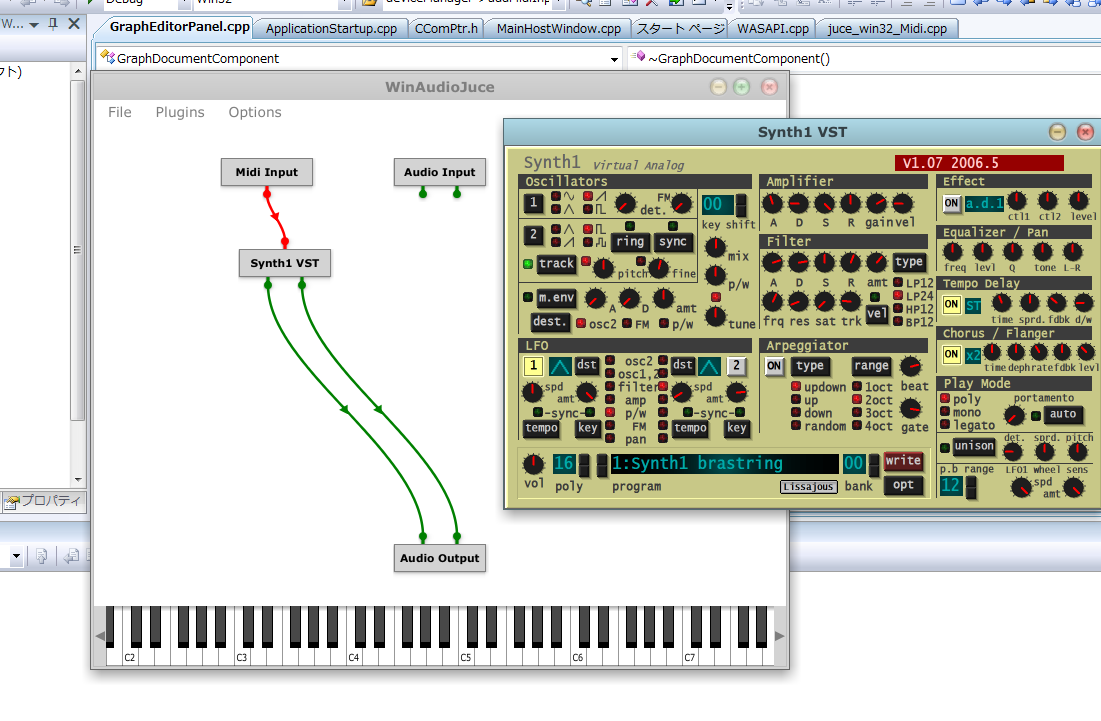 Debug
Win32
GraphEditorPanel.cpp ApplicationStartup.cpp CComPtr.h MainHostWindow.cpp スタート ページ WASAPI.cpp juce_win32_Midi.cpp
GraphDocumentComponent ~GraphDocumentComponent()
クト)
プロパティ
WinAudioJuce
File Plugins Options
Midi Input
Audio Input
Synth1 VST
Audio Output
C2 C3 C4 C5 C6 C7
Synth1 VST
Synth1 Virtual Analog V1.07 2006.5
Oscillators
1 FM
det.
2 ring sync
track pitch fine
m.env A D amt
dest. osc2 FM p/w
00
key shift
mix
p/w
tune
LFO
1 dst osc2 dst 2
osc1,2
spd filter spd
amt amp amt
-sync- p/w -sync-
tempo key FM tempo key
pan
Amplifier
A D S R gain vel
Filter
type
A D S R amt LP12
LP24
HP12
frq res sat trk vel BP12
Arpeggiator
ON type range
updown 1oct beat
up 2oct
down 3oct
random 4oct gate
Effect
ON a.d.1 ctl1 ctl2 level
Equalizer / Pan
freq levl Q tone L-R
Tempo Delay
ON ST time sprd. fdbk d/w
Chorus / Flanger
ON x2 time deph rate fdbk levl
Play Mode
poly portamento
mono auto
legato
unison det. sprd. pitch
p.b range LFO1 wheel sens
12 spd
amt
vol 16 poly 1:Synth1 brastring program 00 bank write
Lissajous opt